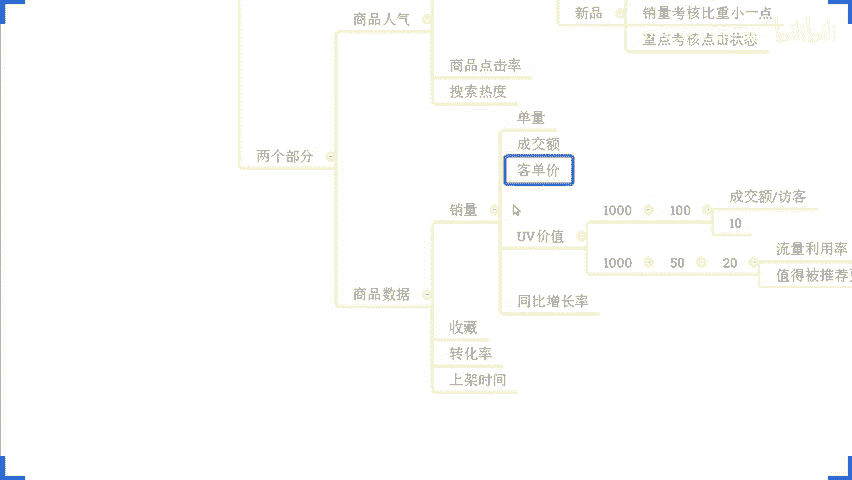 新品
销量考核比重小一点
重点考核点击状态
bilibili
商品人气
商品点击率
搜索热度
两个部分
单量
成交额
客单价
销量
UV价值
1000 100 成交额/访客
10
1000 50 20 流量利用率
值得被推荐
同比增长率
商品数据
收藏
转化率
上架时间